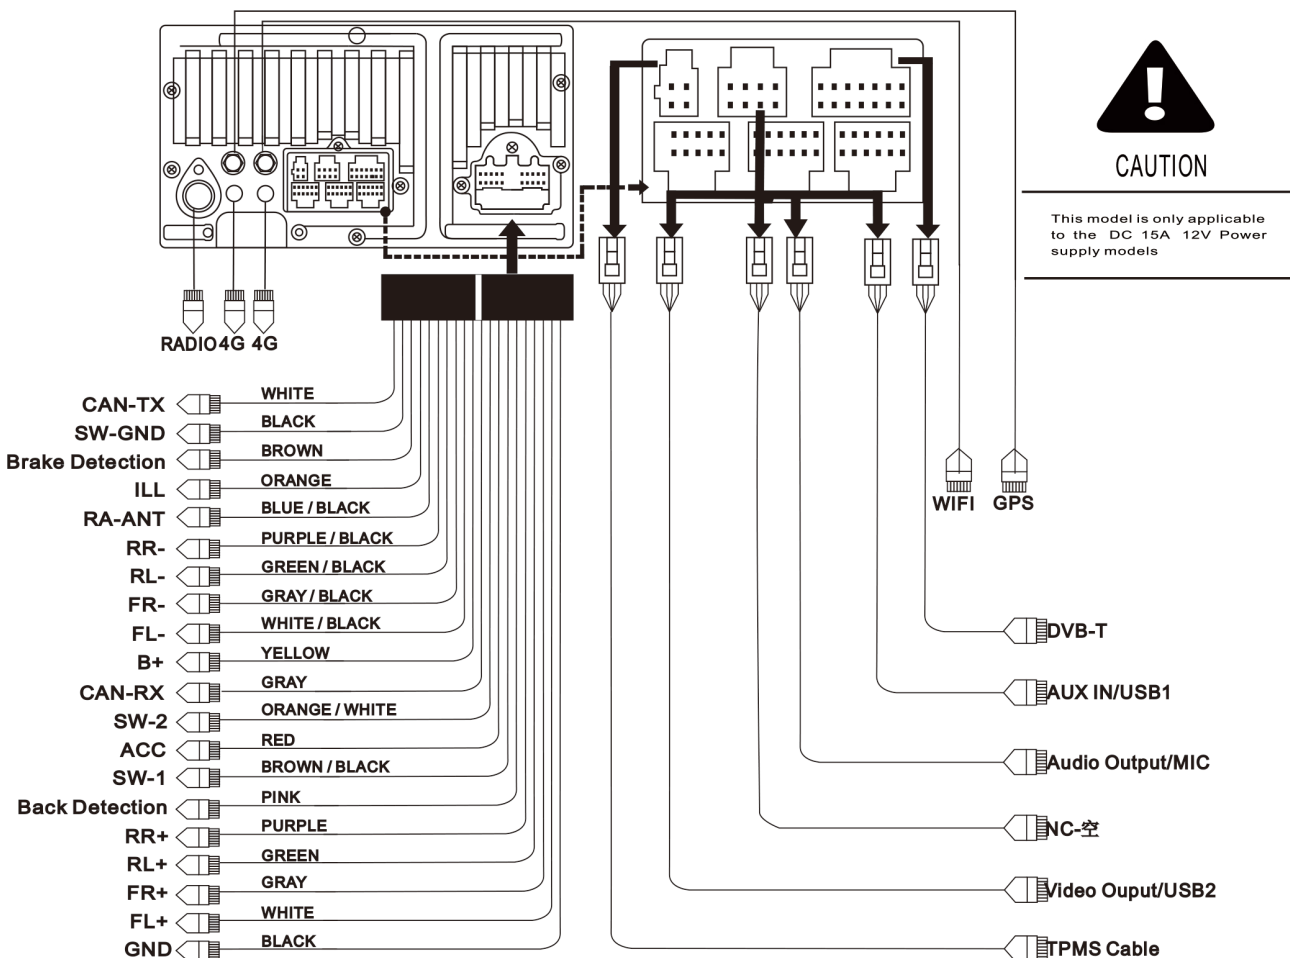 CAUTION
This model is only applicable
to the DC 15A 12V Power
supply models
RADIO 4G 4G
CAN-TX WHITE
SW-GND BLACK
Brake Detection BROWN
ILL ORANGE
RA-ANT BLUE / BLACK
RR- PURPLE / BLACK
RL- GREEN / BLACK
FR- GRAY / BLACK
FL- WHITE / BLACK
B+ YELLOW
CAN-RX GRAY
SW-2 ORANGE / WHITE
ACC RED
SW-1 BROWN / BLACK
Back Detection PINK
RR+ PURPLE
RL+ GREEN
FR+ GRAY
FL+ WHITE
GND BLACK
WIFI GPS
DVB-T
AUX IN/USB1
Audio Output/MIC
NC-空
Video Ouput/USB2
TPMS Cable